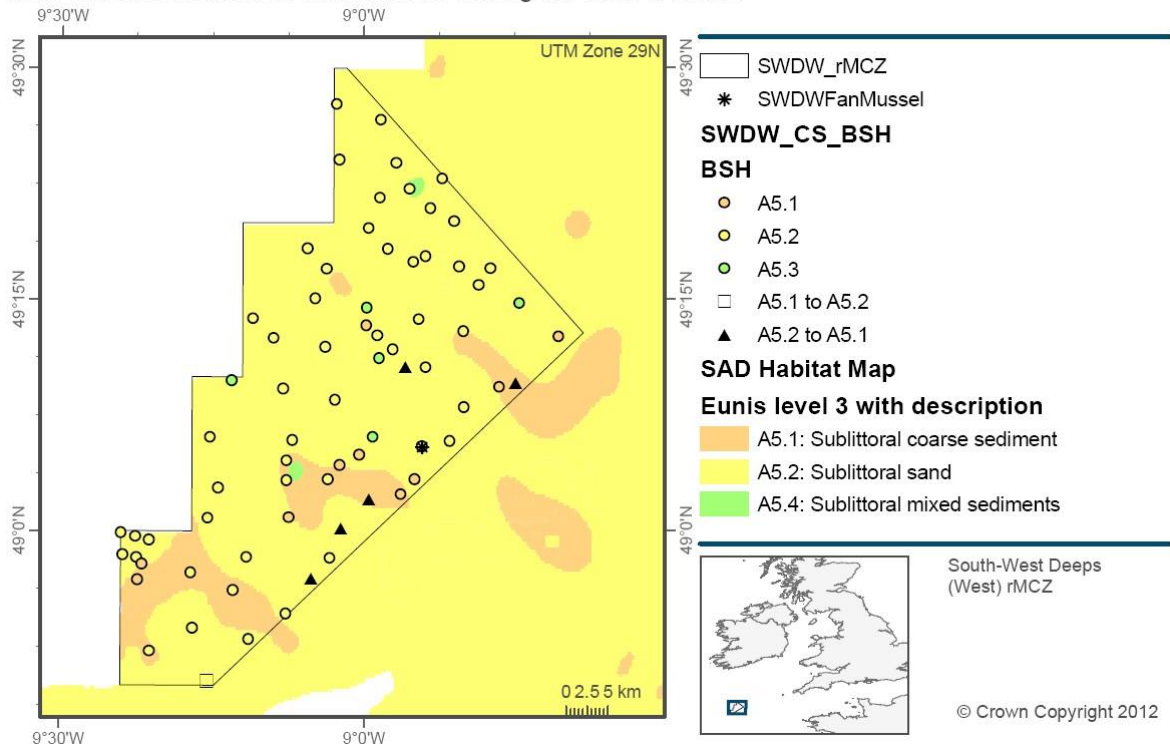 9°30'W
9°0'W
UTM Zone 29N
49°30'N
49°30'N
49°15'N
49°15'N
49°0'N
49°0'N
0 2.5 5 km
9°30'W
9°0'W
SWDW_rMCZ
SWDWFanMussel
SWDW_CS_BSH
BSH
A5.1
A5.2
A5.3
A5.1 to A5.2
A5.2 to A5.1
SAD Habitat Map
Eunis level 3 with description
A5.1: Sublittoral coarse sediment
A5.2: Sublittoral sand
A5.4: Sublittoral mixed sediments
South-West Deeps
(West) rMCZ
© Crown Copyright 2012